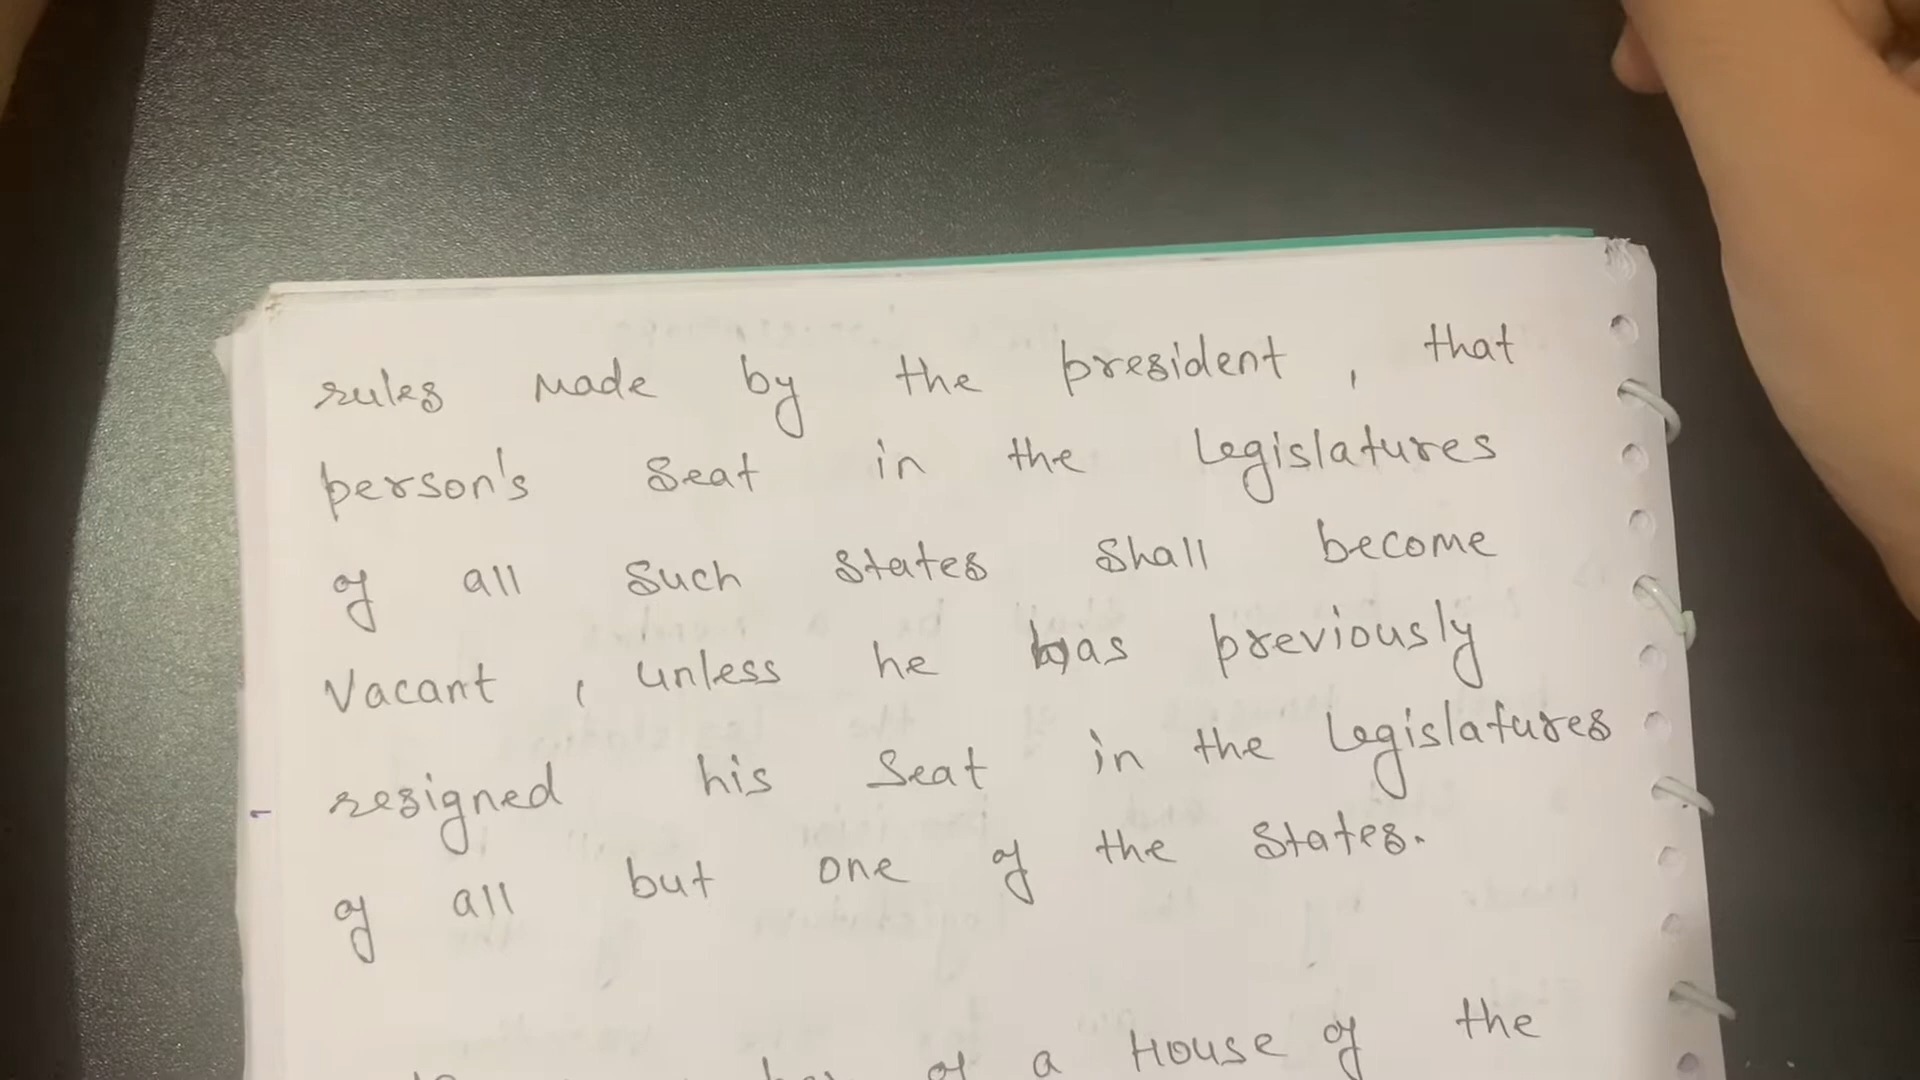 rules made by the president, that
person's seat in the Legislatures
of all such states shall become
Vacant, unless he has previously
resigned his Seat in the Legislatures
of all but one of the states.
of a House of the